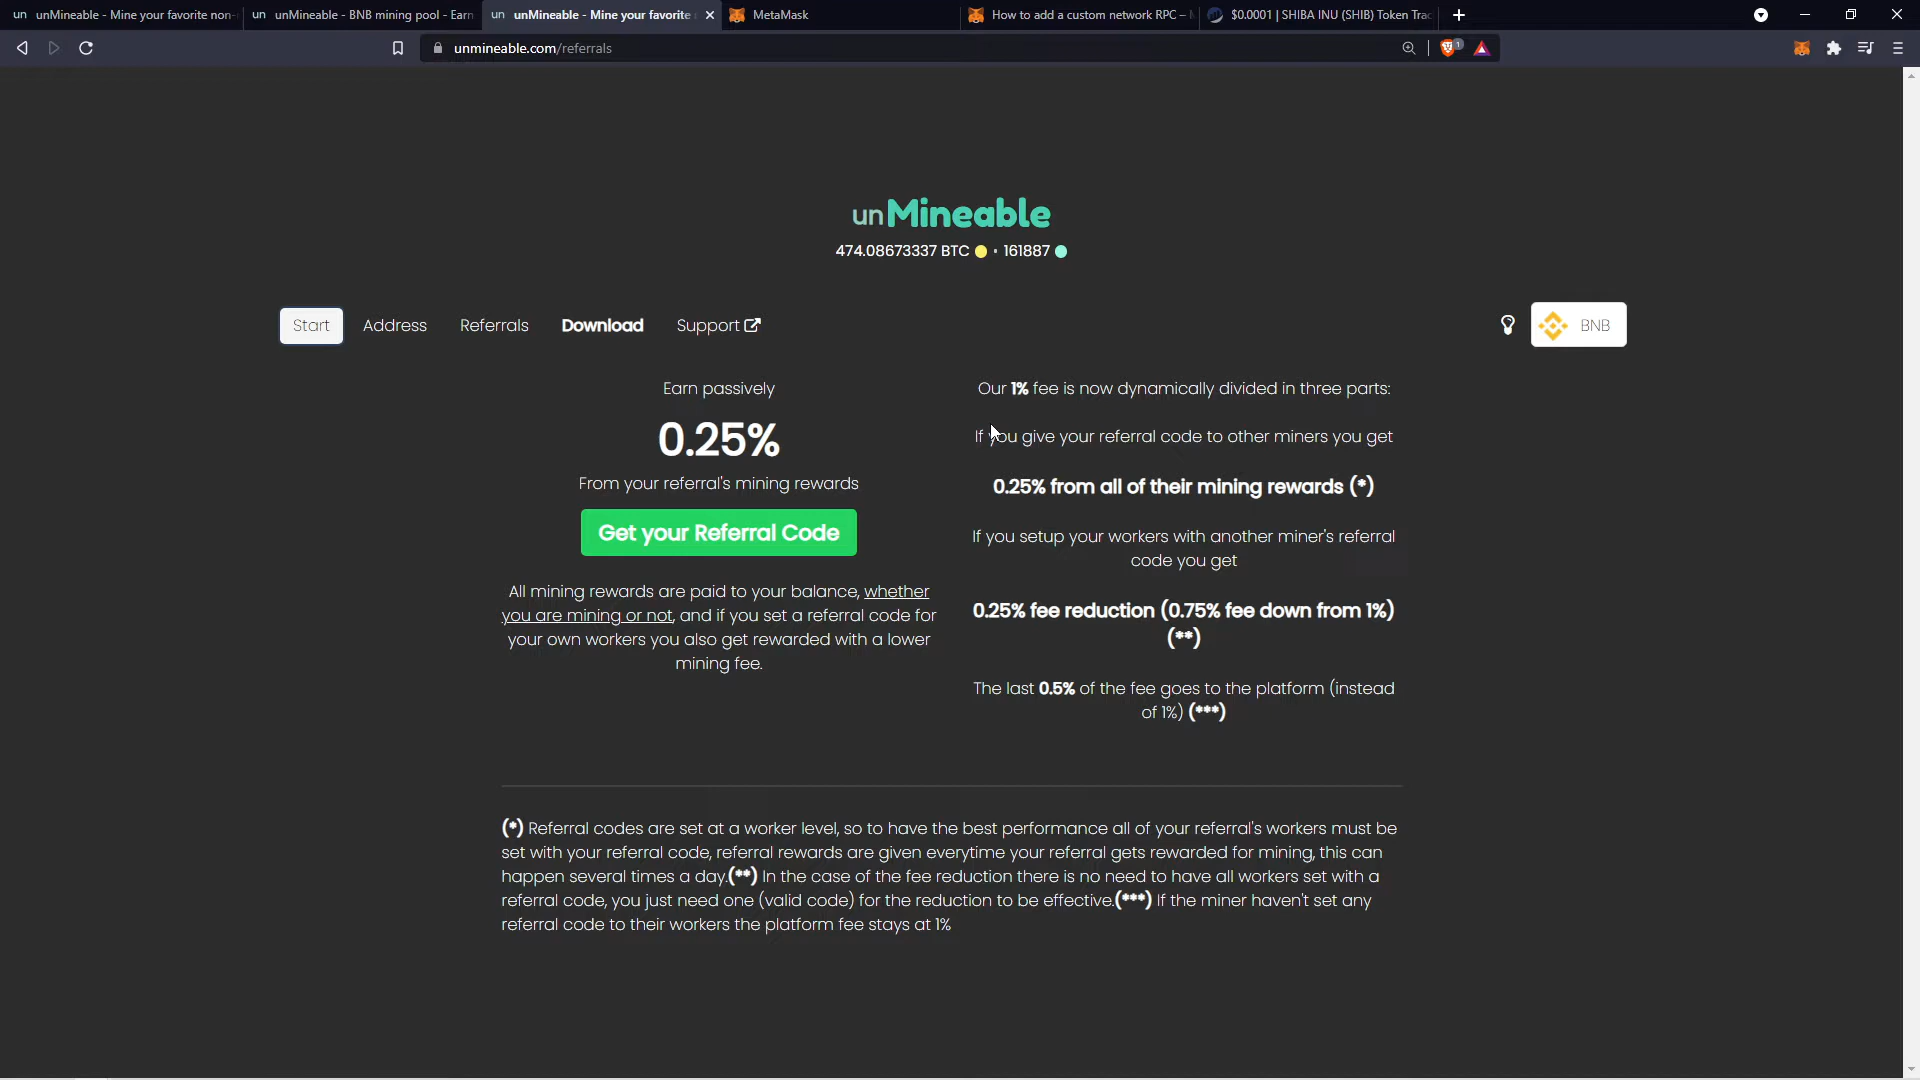 un unMineable - Mine your favorite non-
un unMineable - BNB mining pool - Earn
un unMineable - Mine your favorite
MetaMask
How to add a custom network RPC –
$0.0001 | SHIBA INU (SHIB) Token Trac
unmineable.com/referrals
1
unMineable
474.08673337 BTC • 161887
Start
Address
Referrals
Download
Support
BNB
Earn passively
0.25%
From your referral's mining rewards
Get your Referral Code
All mining rewards are paid to your balance, whether
you are mining or not, and if you set a referral code for
your own workers you also get rewarded with a lower
mining fee.
Our 1% fee is now dynamically divided in three parts:
If you give your referral code to other miners you get
0.25% from all of their mining rewards (*)
If you setup your workers with another miner's referral
code you get
0.25% fee reduction (0.75% fee down from 1%)
(**)
The last 0.5% of the fee goes to the platform (instead
of 1%) (***)
(*) Referral codes are set at a worker level, so to have the best performance all of your referral's workers must be
set with your referral code, referral rewards are given everytime your referral gets rewarded for mining, this can
happen several times a day.(**) In the case of the fee reduction there is no need to have all workers set with a
referral code, you just need one (valid code) for the reduction to be effective.(***) If the miner haven't set any
referral code to their workers the platform fee stays at 1%